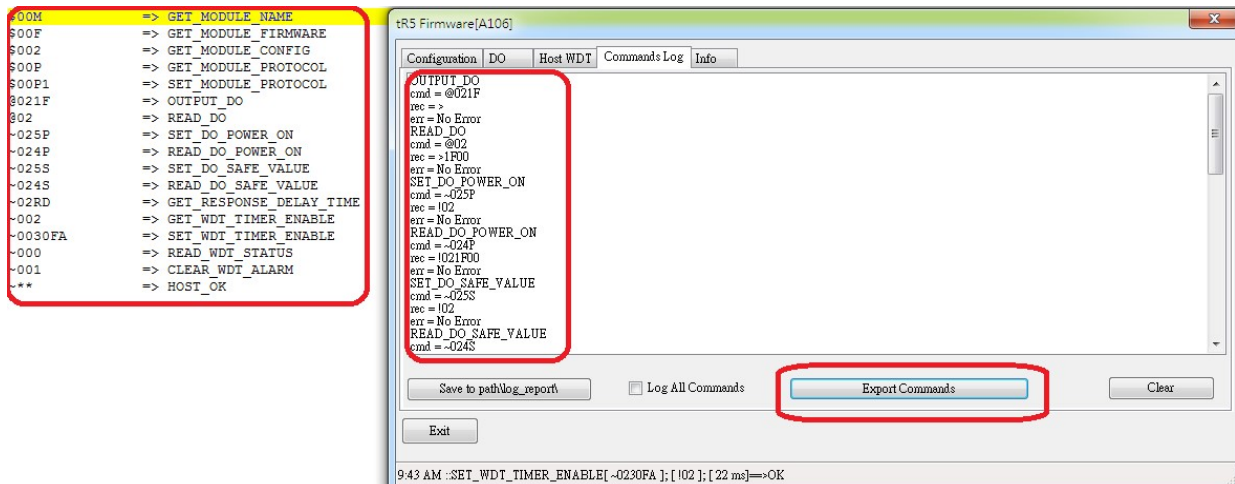 $00M => GET_MODULE_NAME
$00F => GET_MODULE_FIRMWARE
$002 => GET_MODULE_CONFIG
$00P => GET_MODULE_PROTOCOL
$00P1 => SET_MODULE_PROTOCOL
@021F => OUTPUT_DO
@02 => READ_DO
~025P => SET_DO_POWER_ON
~024P => READ_DO_POWER_ON
~025S => SET_DO_SAFE_VALUE
~024S => READ_DO_SAFE_VALUE
~02RD => GET_RESPONSE_DELAY_TIME
~002 => GET_WDT_TIMER_ENABLE
~0030FA => SET_WDT_TIMER_ENABLE
~000 => READ_WDT_STATUS
~001 => CLEAR_WDT_ALARM
~** => HOST_OK
tR5 Firmware[A106]
Configuration DO Host WDT Commands Log Info
OUTPUT_DO
cmd = @021F
rec = >
err = No Error
READ_DO
cmd = @02
rec = >1F00
err = No Error
SET_DO_POWER_ON
cmd = ~025P
rec = !02
err = No Error
READ_DO_POWER_ON
cmd = ~024P
rec = !021F00
err = No Error
SET_DO_SAFE_VALUE
cmd = ~025S
rec = !02
err = No Error
READ_DO_SAFE_VALUE
cmd = ~024S
Save to path\log_report\ Log All Commands Export Commands Clear
Exit
9:43 AM ::SET_WDT_TIMER_ENABLE[ ~0230FA ]; [ !02 ]; [ 22 ms]==>OK